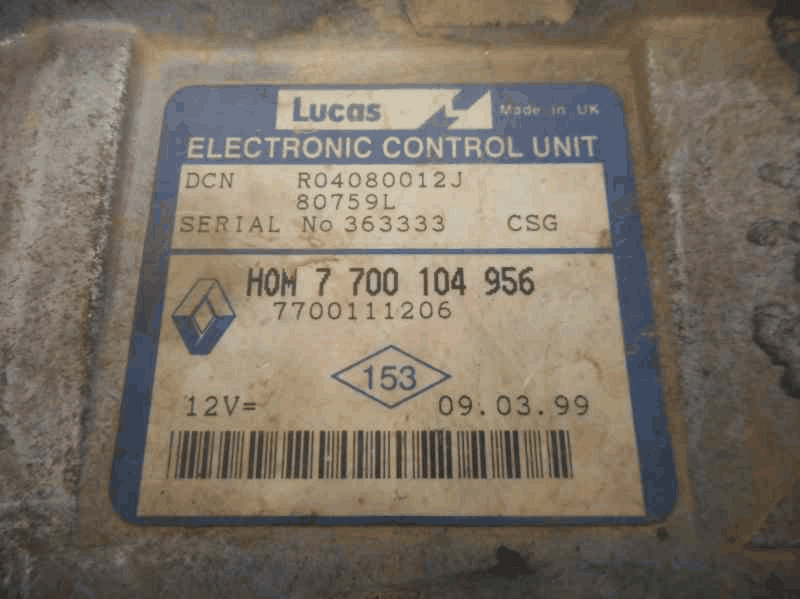 Lucas Made in UK
ELECTRONIC CONTROL UNIT
DCN R04080012J
80759L
SERIAL No 363333 CSG
HOM 7 700 104 956
7700111206
153
12V= 09.03.99